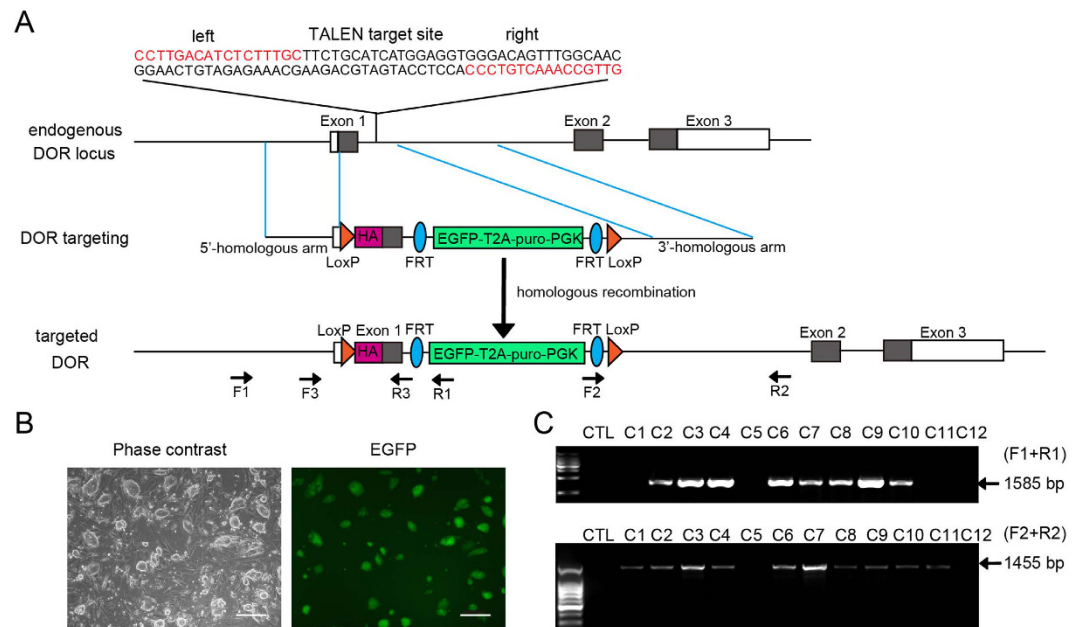 A
left TALEN target site right
CCTTGACATCTCTTTGCTTCTGCATCATGGAGGTGGGACAGTTTGGCAAC
GGAACTGTAGAGAAACGAAGACGTAGTACCTCCACCCTGTCAAACCGTTG
endogenous
DOR locus
Exon 1 Exon 2 Exon 3
DOR targeting
5'-homologous arm HA EGFP-T2A-puro-PGK 3'-homologous arm
LoxP FRT FRT LoxP
homologous recombination
targeted
DOR
LoxP Exon 1 FRT FRT LoxP Exon 2 Exon 3
HA EGFP-T2A-puro-PGK
F1 F3 R3 R1 F2 R2
B
Phase contrast EGFP
C
CTL C1 C2 C3 C4 C5 C6 C7 C8 C9 C10 C11 C12
(F1+R1)
1585 bp
CTL C1 C2 C3 C4 C5 C6 C7 C8 C9 C10 C11 C12
(F2+R2)
1455 bp